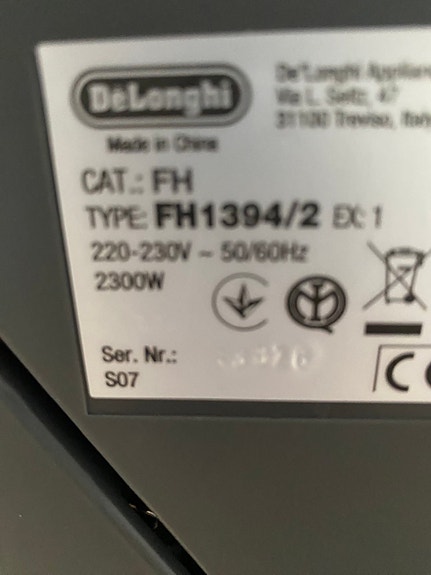 DeLonghi
De'Longhi Applian
Via L. Seitz, 47
31100 Treviso, Italy
Made in China
CAT.: FH
TYPE: FH1394/2 EX: 1
220-230V ~ 50/60Hz
2300W
Ser. Nr.:
S07
CE